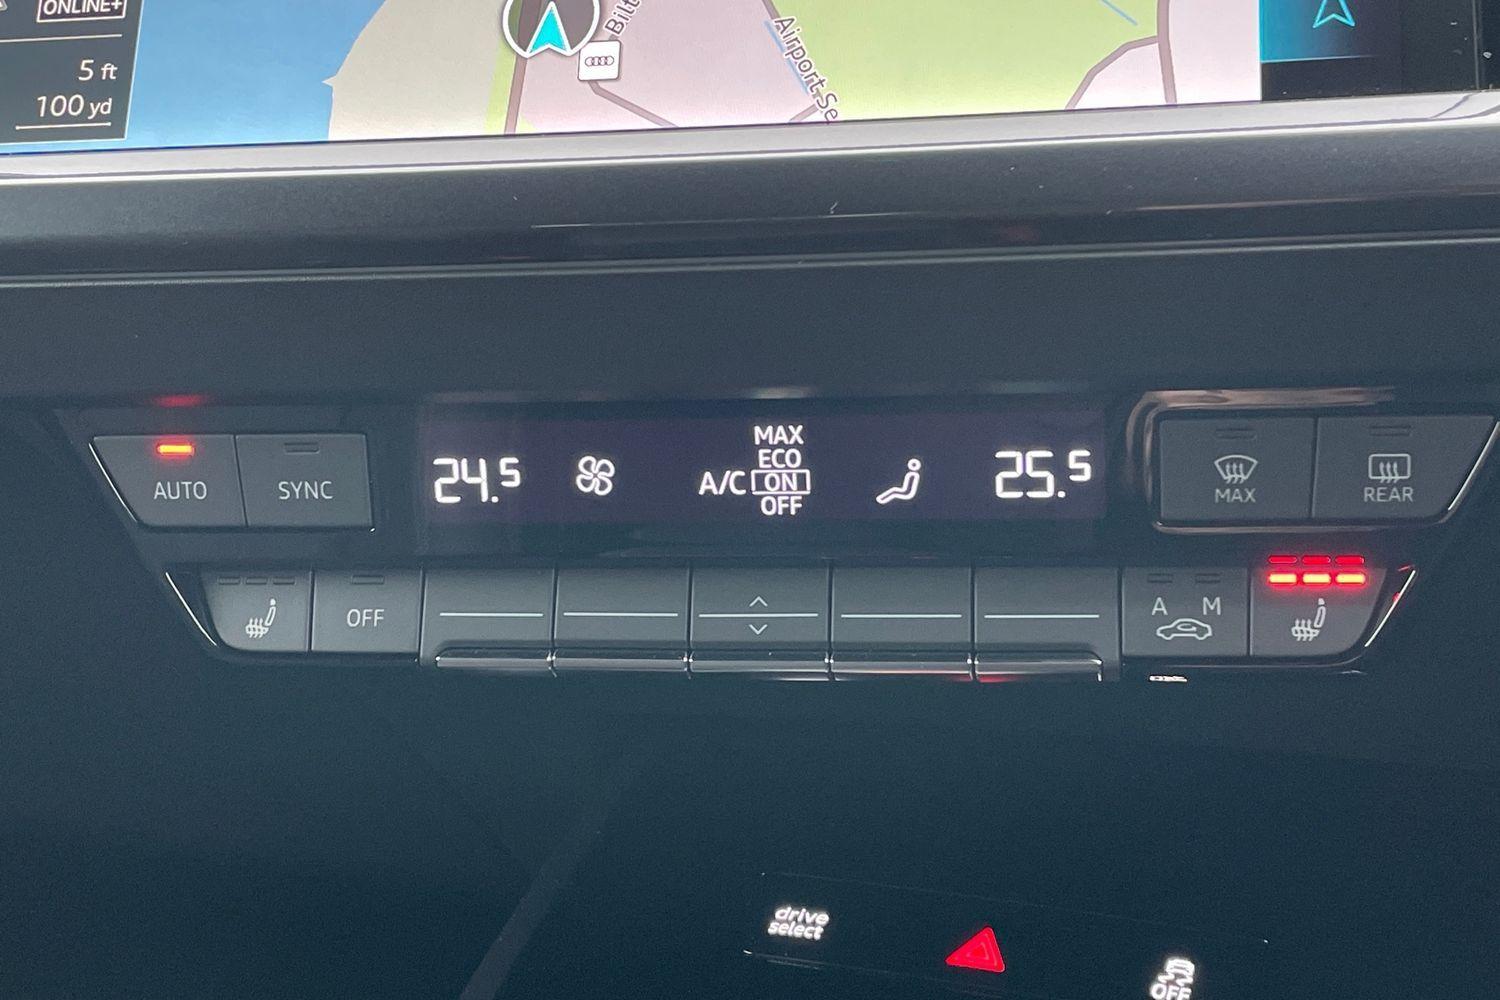 ONLINE+
5 ft
100 yd
Airport Se
AUTO
SYNC
24.5
A/C
MAX
ECO
ON
OFF
25.5
MAX
REAR
OFF
A M
drive
select
OFF